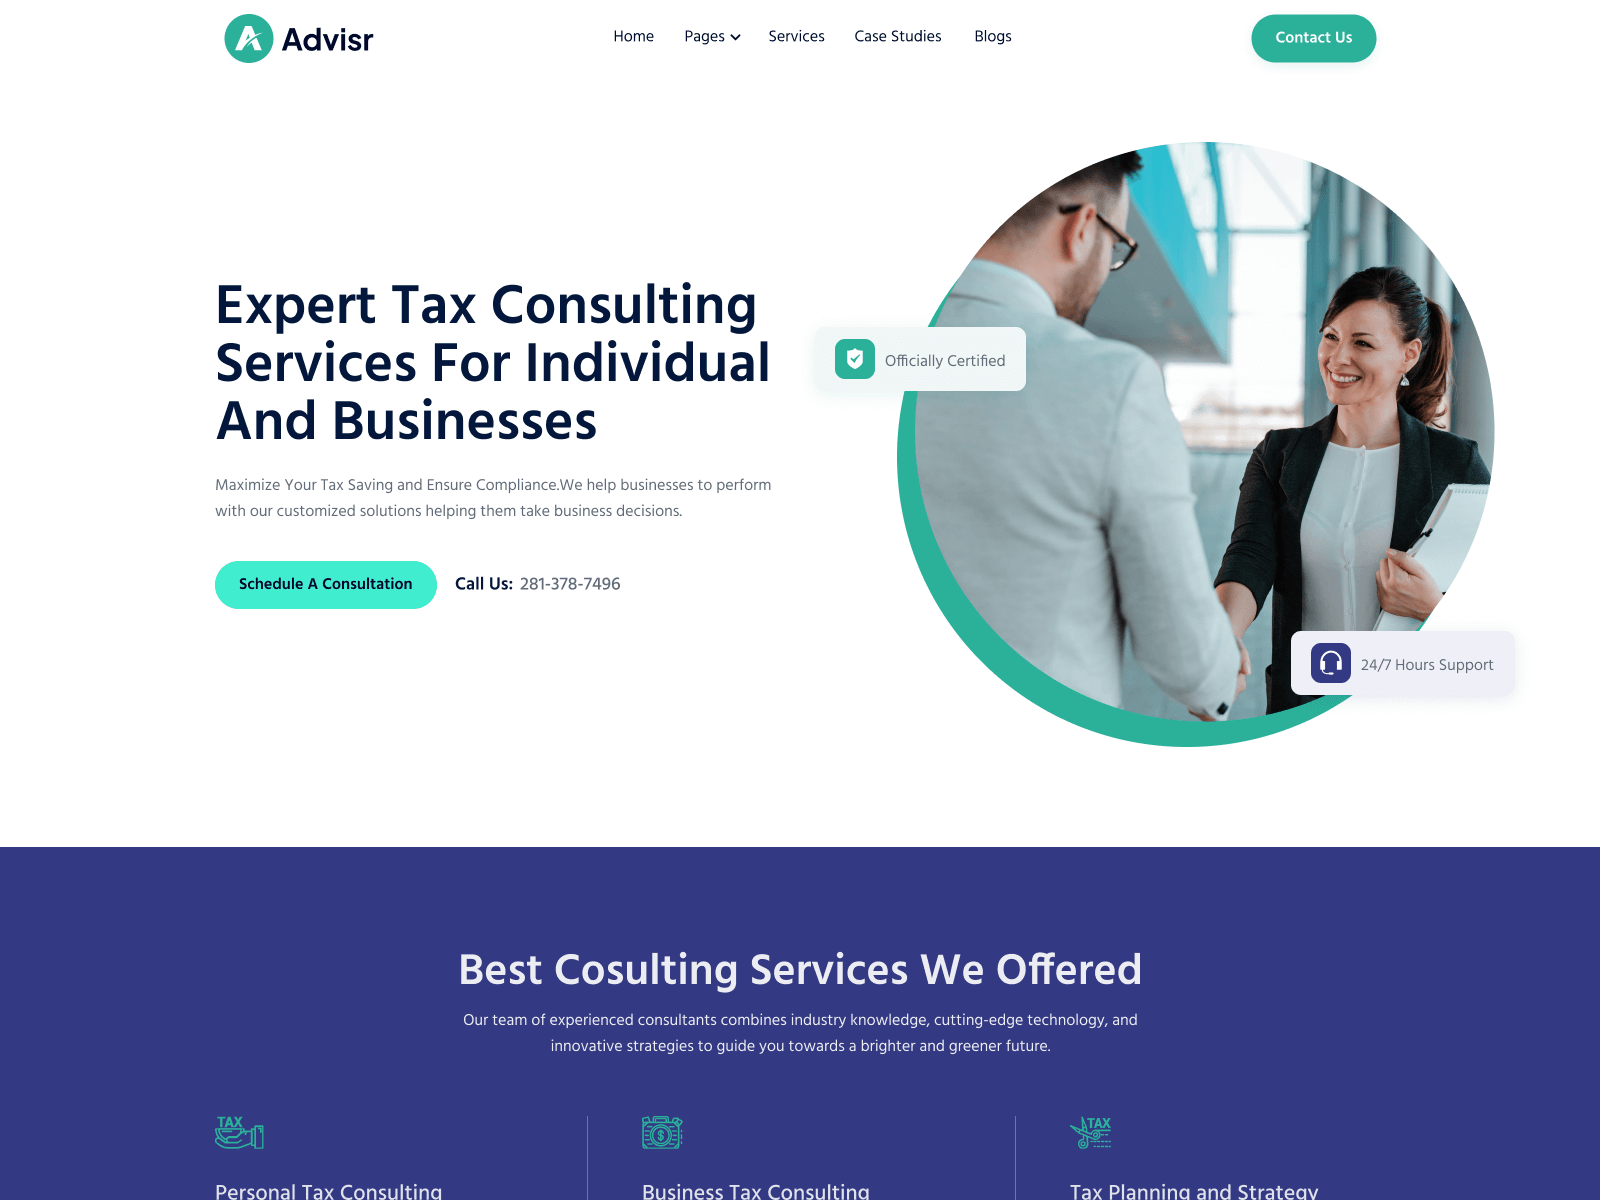 Advisr
Home
Pages
Services
Case Studies
Blogs
Contact Us
Expert Tax Consulting
Services For Individual
And Businesses
Maximize Your Tax Saving and Ensure Compliance.We help businesses to perform
with our customized solutions helping them take business decisions.
Schedule A Consultation
Call Us: 281-378-7496
Officially Certified
24/7 Hours Support
Best Cosulting Services We Offered
Our team of experienced consultants combines industry knowledge, cutting-edge technology, and
innovative strategies to guide you towards a brighter and greener future.
TAX
Personal Tax Consulting
$
Business Tax Consulting
TAX
Tax Planning and Strategy